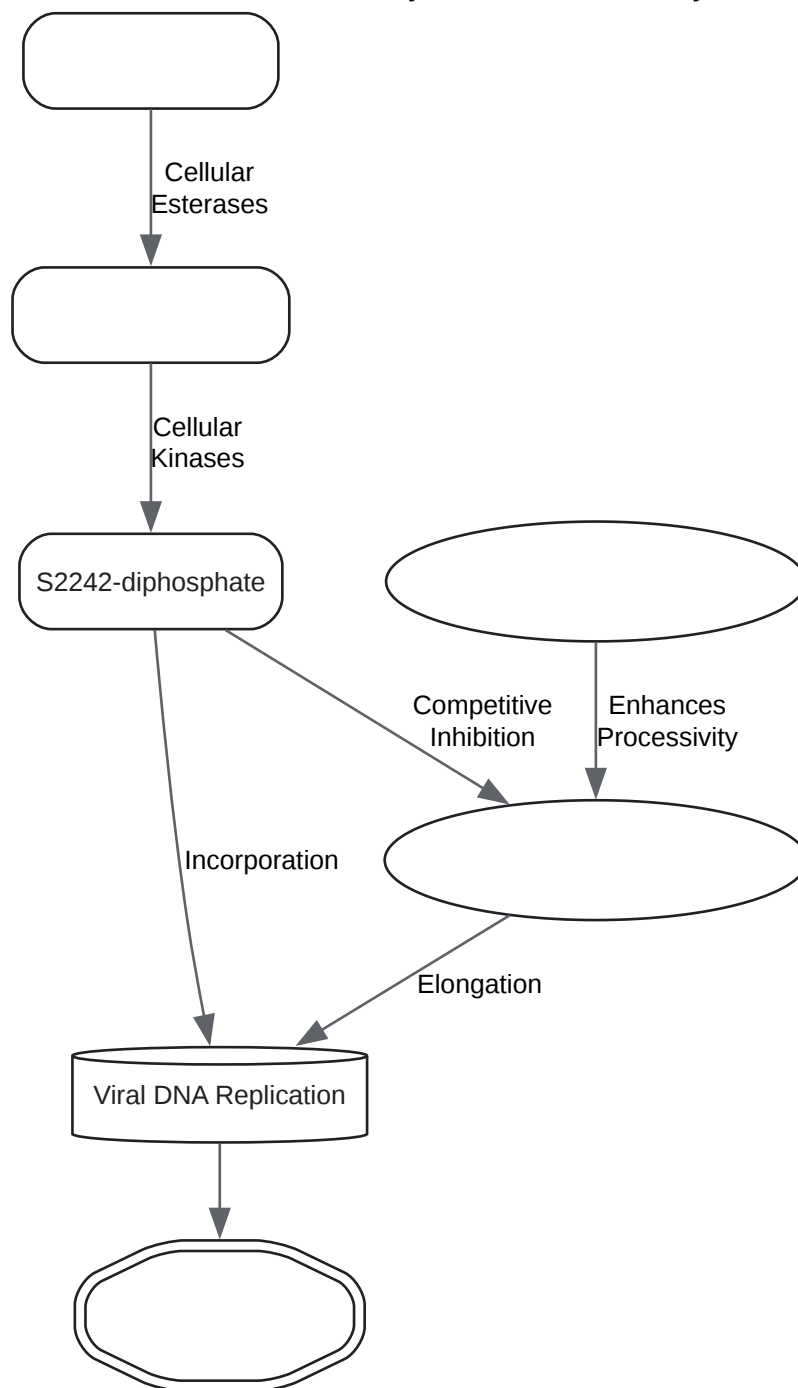 Cellular
Esterases
Cellular
Kinases
S2242-diphosphate
Competitive
Inhibition
Enhances
Processivity
Incorporation
Elongation
Viral DNA Replication